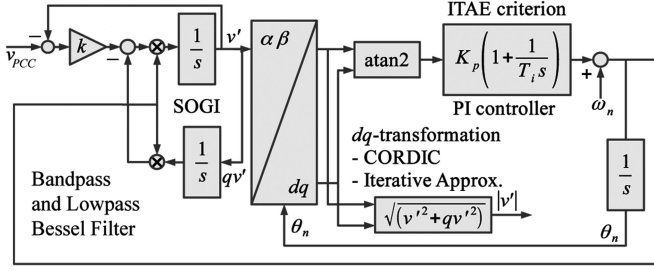 ITAE criterion
−
v'
k
v_PCC
−
1/s
α β
atan2
K_p(1+1/(T_i s))
+
ω_n
PI controller
SOGI
1/s
qv'
dq-transformation
- CORDIC
- Iterative Approx.
1/s
Bandpass
and Lowpass
Bessel Filter
dq
√(v'²+qv'²)
|v'|
θ_n
θ_n